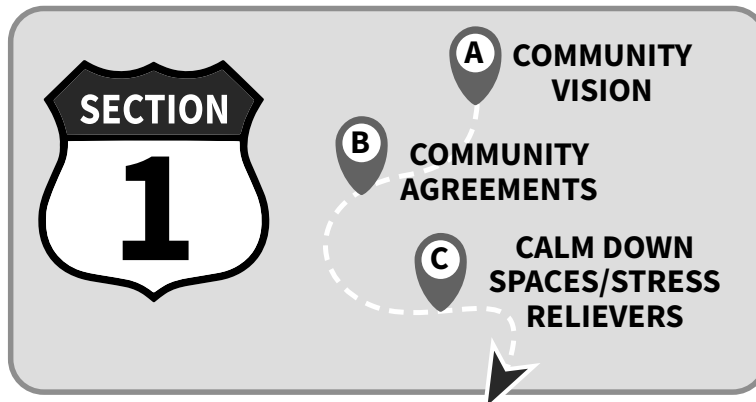 SECTION
1
A
COMMUNITY
VISION
B
COMMUNITY
AGREEMENTS
C
CALM DOWN
SPACES/STRESS
RELIEVERS